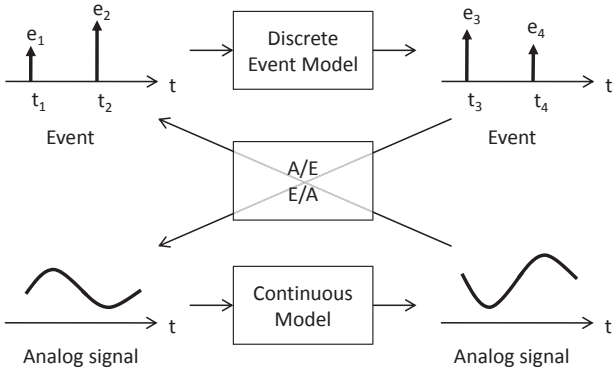 e1
e2
t
t1
t2
Event
Discrete
Event Model
e3
e4
t
t3
t4
Event
A/E
E/A
t
Analog signal
Continuous
Model
t
Analog signal